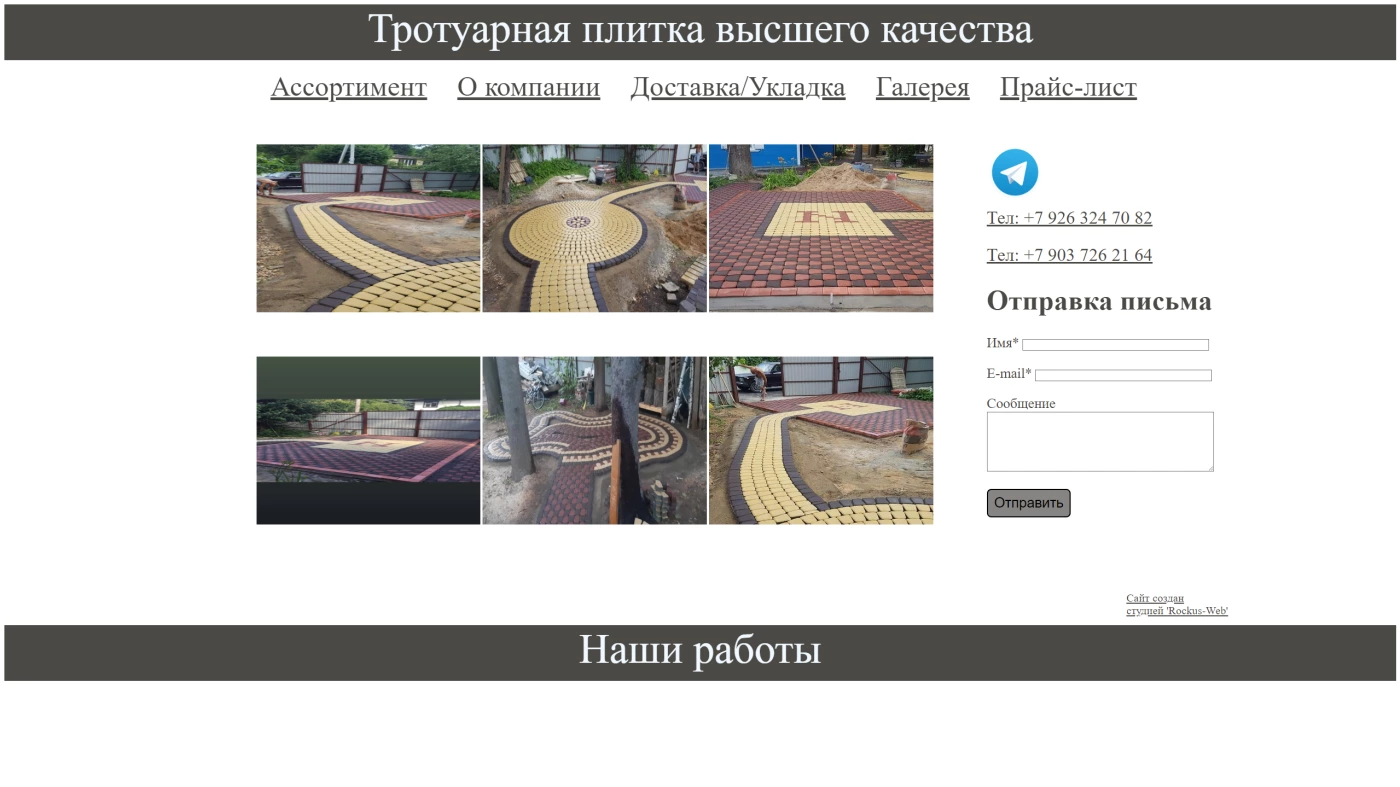 Тротуарная плитка высшего качества
Ассортимент О компании Доставка/Укладка Галерея Прайс-лист
Тел: +7 926 324 70 82
Тел: +7 903 726 21 64
Отправка письма
Имя*
E-mail*
Сообщение
Отправить
Сайт создан
студией 'Rockus-Web'
Наши работы